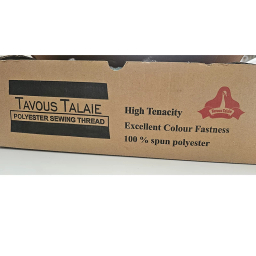 TAVOUS TALAIE
POLYESTER SEWING THREAD
High Tenacity
Excellent Colour Fastness
100 % spun polyester